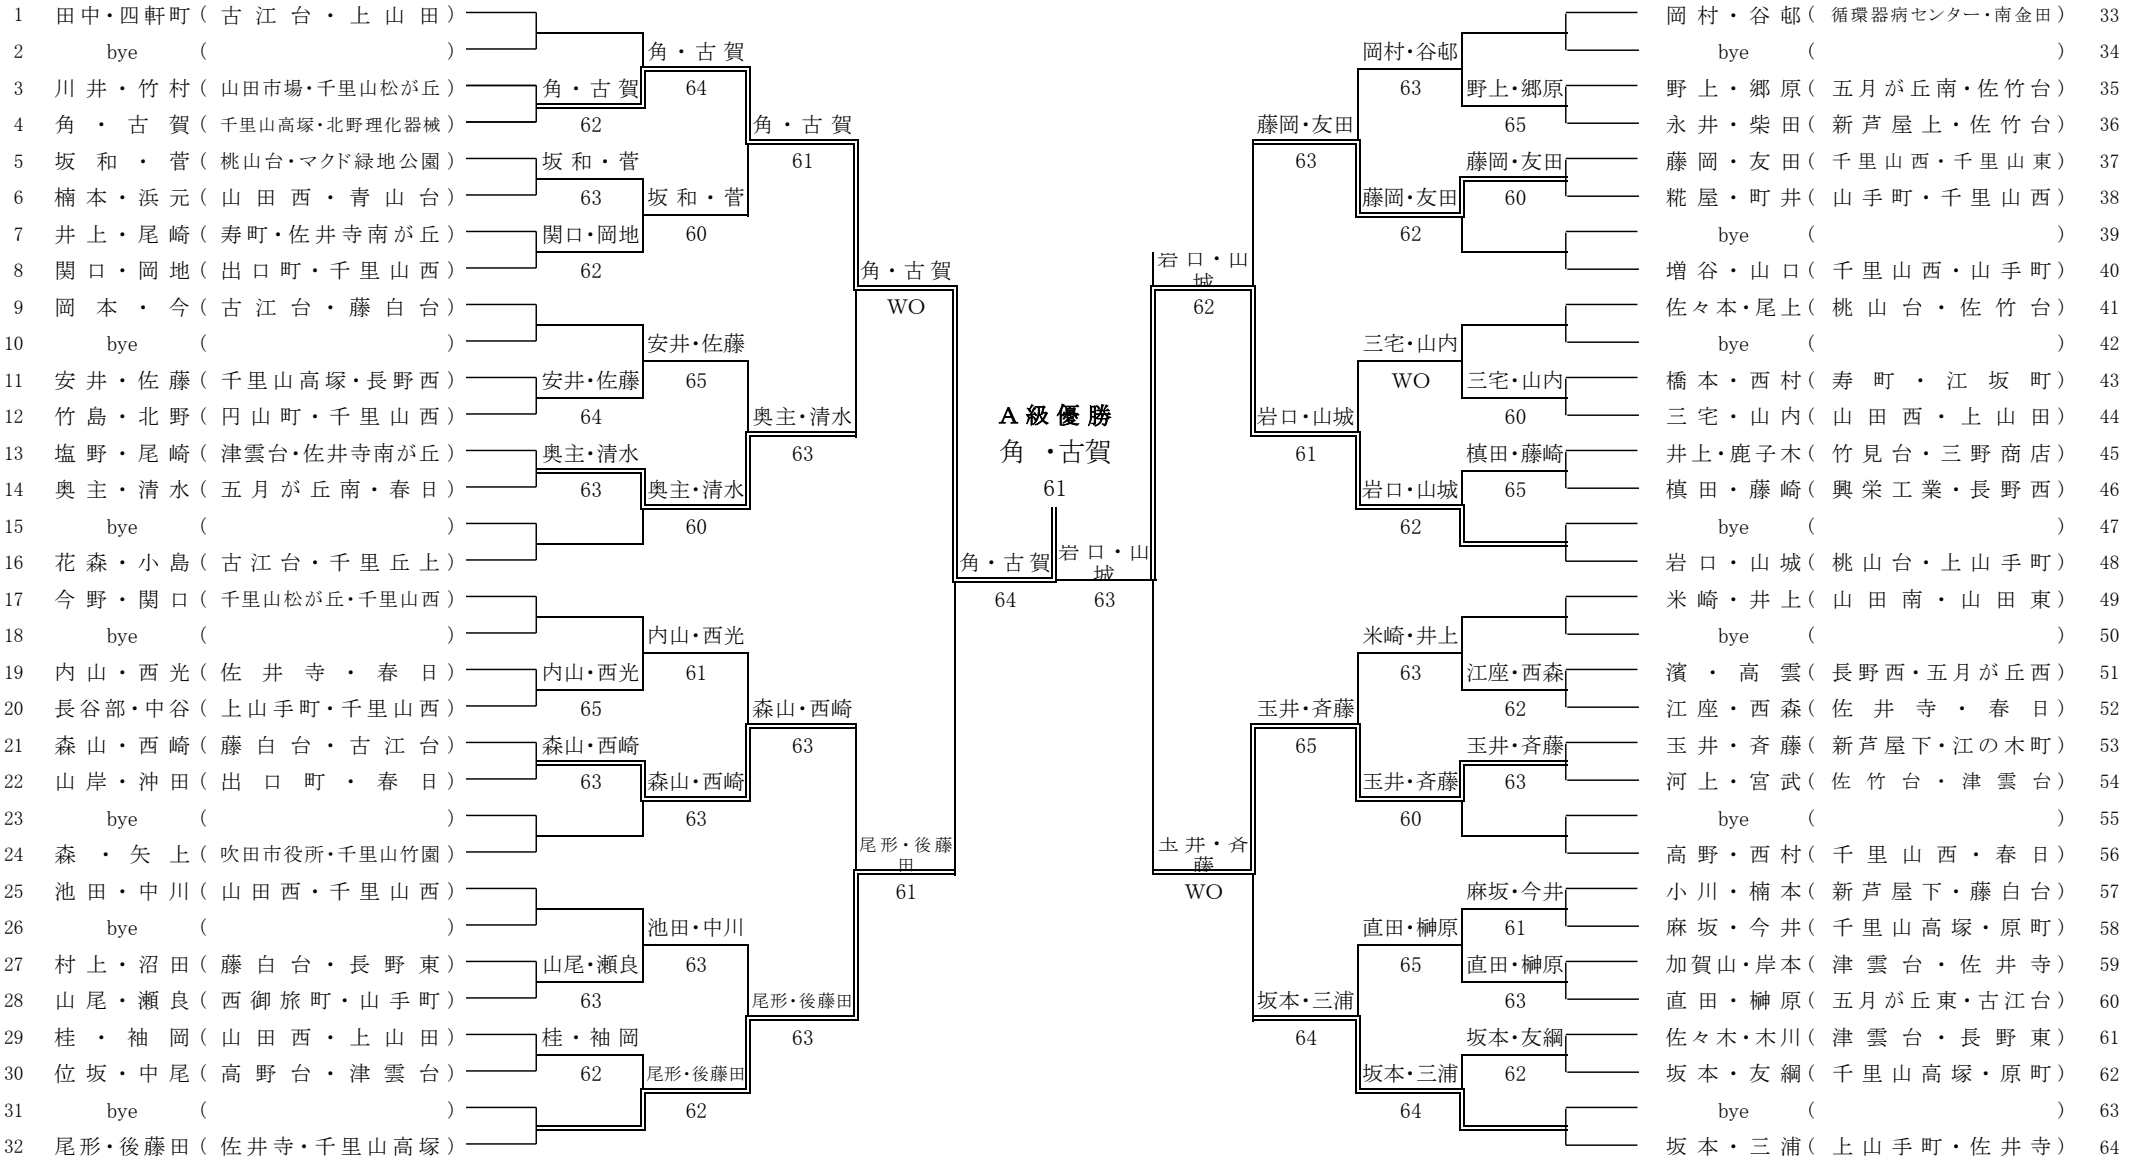 1 田中・四軒町 ( 古江台・上山田 )
2 bye ( )
3 川井・竹村 ( 山田市場・千里山松が丘 )
4 角・古賀 ( 千里山高塚・北野理化器械 )
5 坂和・菅 ( 桃山台・マクド緑地公園 )
6 楠本・浜元 ( 山田西・青山台 )
7 井上・尾崎 ( 寿町・佐井寺南が丘 )
8 関口・岡地 ( 出口町・千里山西 )
9 岡本・今 ( 古江台・藤白台 )
10 bye ( )
11 安井・佐藤 ( 千里山高塚・長野西 )
12 竹島・北野 ( 円山町・千里山西 )
13 塩野・尾崎 ( 津雲台・佐井寺南が丘 )
14 奥主・清水 ( 五月が丘南・春日 )
15 bye ( )
16 花森・小島 ( 古江台・千里丘上 )
17 今野・関口 ( 千里山松が丘・千里山西 )
18 bye ( )
19 内山・西光 ( 佐井寺・春日 )
20 長谷部・中谷 ( 上山手町・千里山西 )
21 森山・西崎 ( 藤白台・古江台 )
22 山岸・沖田 ( 出口町・春日 )
23 bye ( )
24 森・矢上 ( 吹田市役所・千里山竹園 )
25 池田・中川 ( 山田西・千里山西 )
26 bye ( )
27 村上・沼田 ( 藤白台・長野東 )
28 山尾・瀬良 ( 西御旅町・山手町 )
29 桂・袖岡 ( 山田西・上山田 )
30 位坂・中尾 ( 高野台・津雲台 )
31 bye ( )
32 尾形・後藤田 ( 佐井寺・千里山高塚 )
角・古賀
62
坂和・菅
63
関口・岡地
62
安井・佐藤
64
奥主・清水
63
内山・西光
65
森山・西崎
63
山尾・瀬良
63
桂・袖岡
62
角・古賀
64
坂和・菅
60
安井・佐藤
65
奥主・清水
60
内山・西光
61
森山・西崎
63
池田・中川
63
尾形・後藤田
62
角・古賀
61
奥主・清水
63
森山・西崎
63
尾形・後藤田
63
角・古賀
WO
尾形・後藤
田
61
角・古賀
64
A級優勝
角・古賀
61
岩口・山
城
63
岩口・山
城
62
玉井・斉
藤
WO
藤岡・友田
63
岩口・山城
61
玉井・斉藤
65
坂本・三浦
64
岡村・谷邨
63
藤岡・友田
62
三宅・山内
WO
岩口・山城
62
米崎・井上
63
玉井・斉藤
60
直田・榊原
65
坂本・三浦
64
野上・郷原
65
藤岡・友田
60
三宅・山内
60
槙田・藤崎
65
江座・西森
62
玉井・斉藤
63
麻坂・今井
61
直田・榊原
63
坂本・友綱
62
岡村・谷邨 ( 循環器病センター・南金田 ) 33
bye ( ) 34
野上・郷原 ( 五月が丘南・佐竹台 ) 35
永井・柴田 ( 新芦屋上・佐竹台 ) 36
藤岡・友田 ( 千里山西・千里山東 ) 37
糀屋・町井 ( 山手町・千里山西 ) 38
bye ( ) 39
増谷・山口 ( 千里山西・山手町 ) 40
佐々本・尾上 ( 桃山台・佐竹台 ) 41
bye ( ) 42
橋本・西村 ( 寿町・江坂町 ) 43
三宅・山内 ( 山田西・上山田 ) 44
井上・鹿子木 ( 竹見台・三野商店 ) 45
槙田・藤崎 ( 興栄工業・長野西 ) 46
bye ( ) 47
岩口・山城 ( 桃山台・上山手町 ) 48
米崎・井上 ( 山田南・山田東 ) 49
bye ( ) 50
濱・高雲 ( 長野西・五月が丘西 ) 51
江座・西森 ( 佐井寺・春日 ) 52
玉井・斉藤 ( 新芦屋下・江の木町 ) 53
河上・宮武 ( 佐竹台・津雲台 ) 54
bye ( ) 55
高野・西村 ( 千里山西・春日 ) 56
小川・楠本 ( 新芦屋下・藤白台 ) 57
麻坂・今井 ( 千里山高塚・原町 ) 58
加賀山・岸本 ( 津雲台・佐井寺 ) 59
直田・榊原 ( 五月が丘東・古江台 ) 60
佐々木・木川 ( 津雲台・長野東 ) 61
坂本・友綱 ( 千里山高塚・原町 ) 62
bye ( ) 63
坂本・三浦 ( 上山手町・佐井寺 ) 64